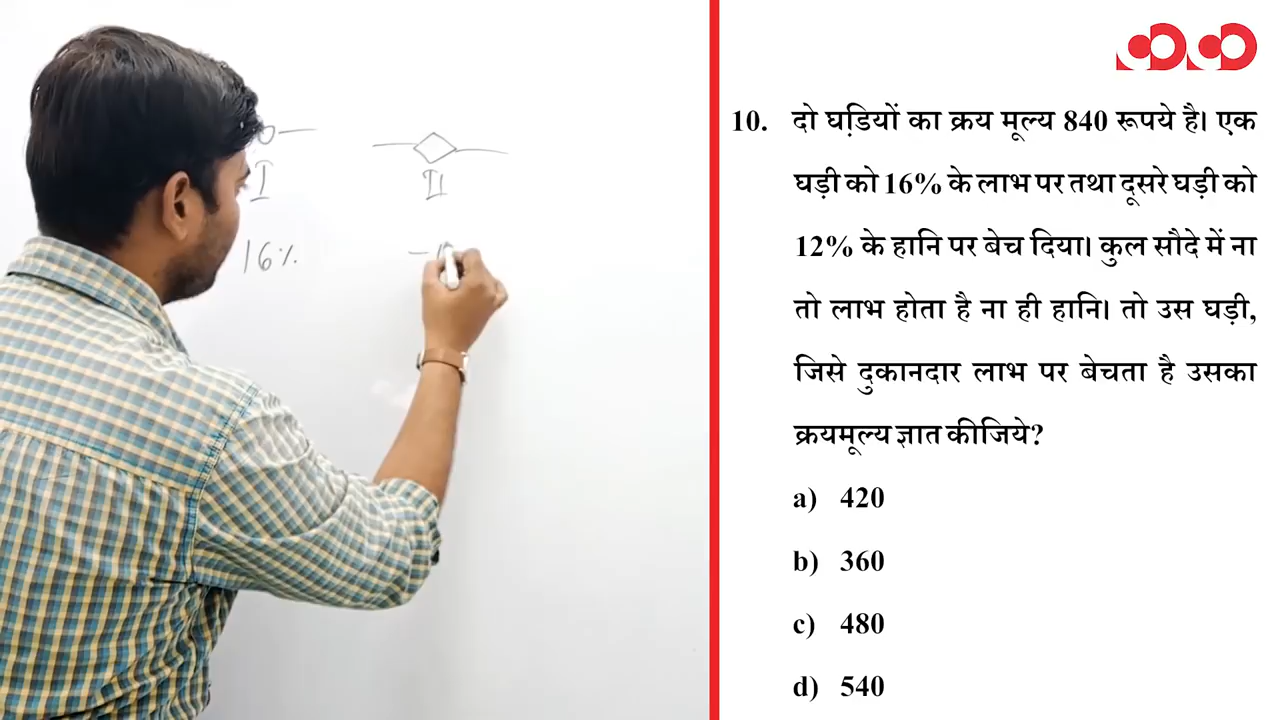 I
II
16%
10. दो घड़ियों का क्रय मूल्य 840 रूपये है। एक
घड़ी को 16% के लाभ पर तथा दूसरे घड़ी को
12% के हानि पर बेच दिया। कुल सौदे में ना
तो लाभ होता है ना ही हानि। तो उस घड़ी,
जिसे दुकानदार लाभ पर बेचता है उसका
क्रयमूल्य ज्ञात कीजिये?
a) 420
b) 360
c) 480
d) 540